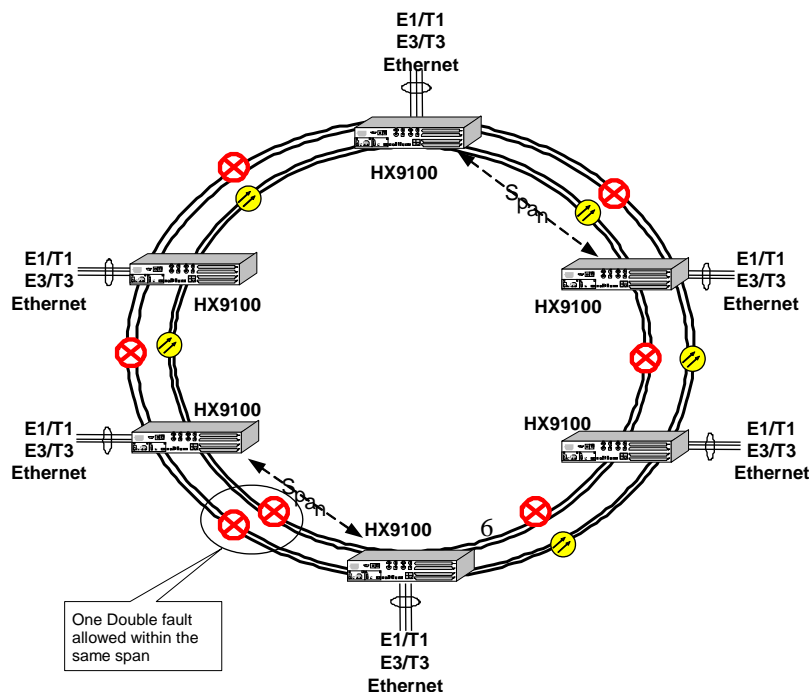 E1/T1
E3/T3
Ethernet
HX9100
Span
E1/T1
E3/T3
Ethernet
HX9100
E1/T1
E3/T3
Ethernet
HX9100
HX9100
E1/T1
E3/T3
Ethernet
HX9100
E1/T1
E3/T3
Ethernet
Span
HX9100
6
One Double fault
allowed within the
same span
E1/T1
E3/T3
Ethernet